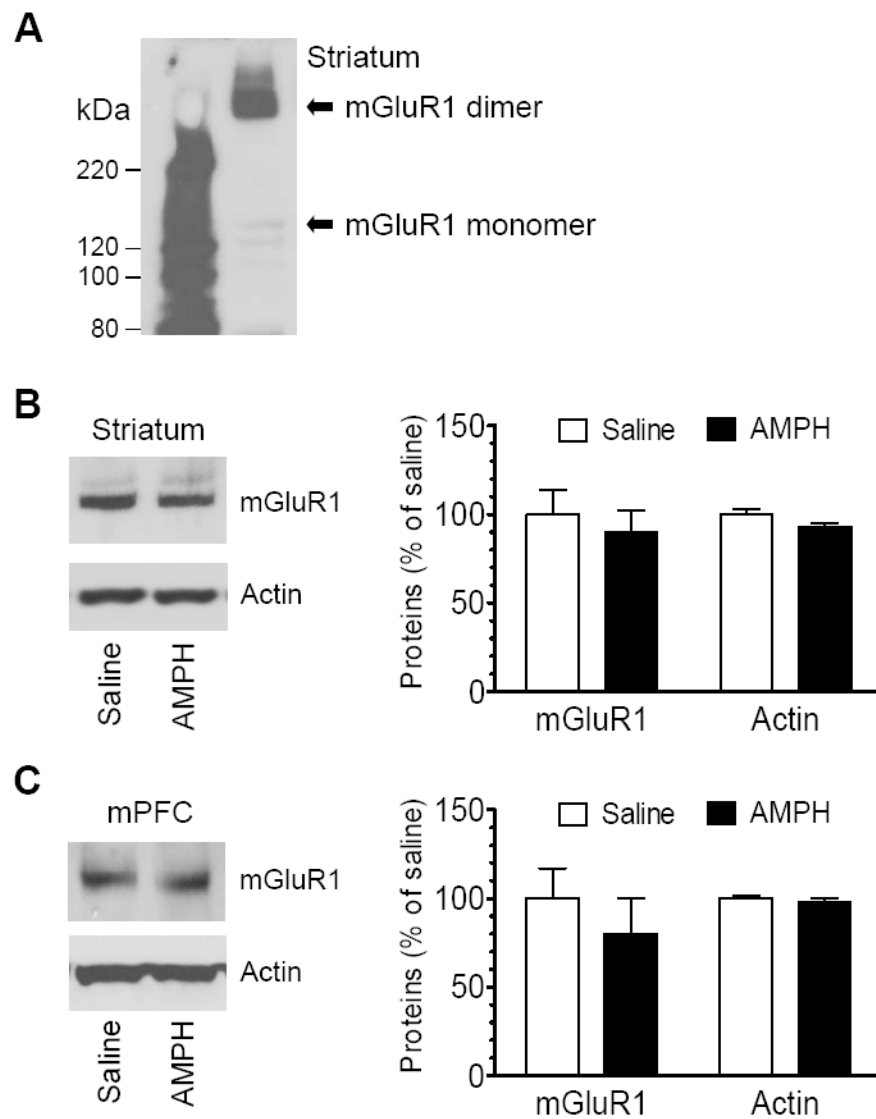 A
Striatum
kDa
mGluR1 dimer
220
mGluR1 monomer
120
100
80
B
Striatum
mGluR1
Actin
Saline
AMPH
Proteins (% of saline)
150
100
50
0
Saline
AMPH
mGluR1
Actin
C
mPFC
mGluR1
Actin
Saline
AMPH
Proteins (% of saline)
150
100
50
0
Saline
AMPH
mGluR1
Actin